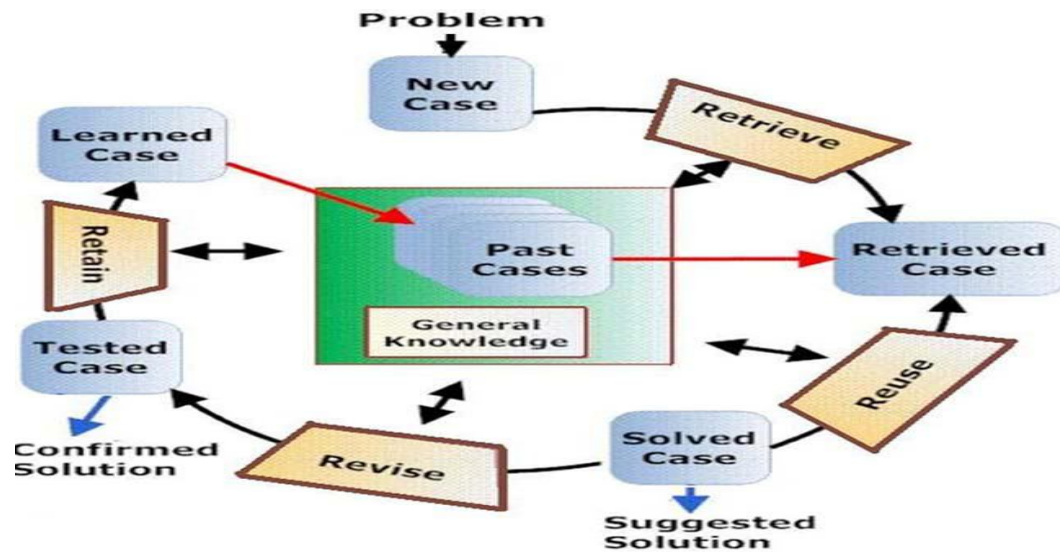 Problem
New
Case
Retrieve
Learned
Case
Past
Cases
Retrieved
Case
Retain
General
Knowledge
Tested
Case
Reuse
Confirmed
Solution
Revise
Solved
Case
Suggested
Solution